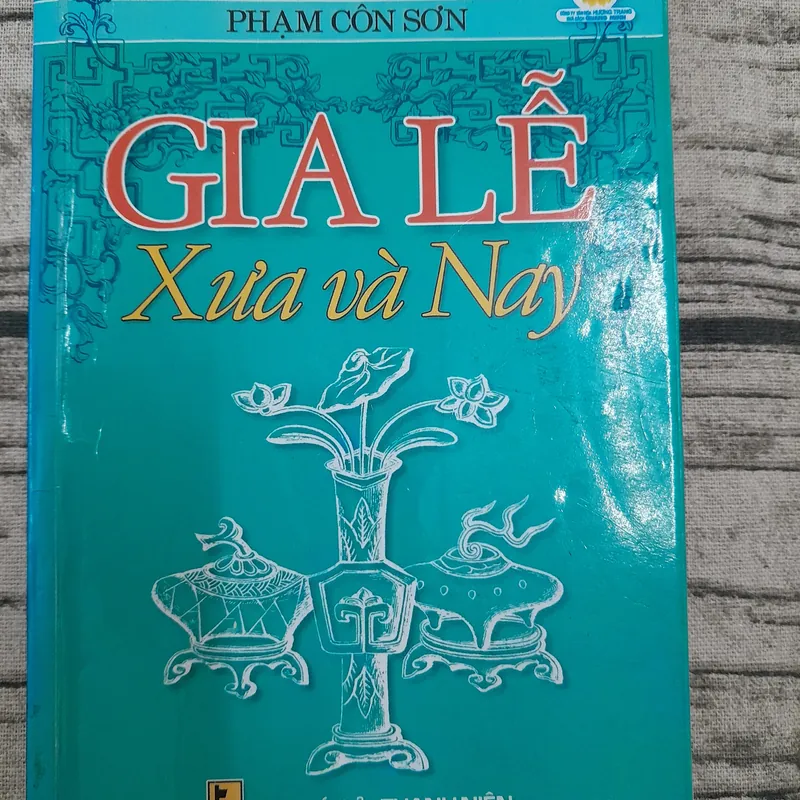 PHẠM CÔN SƠN
GIA LỄ
Xưa và Nay